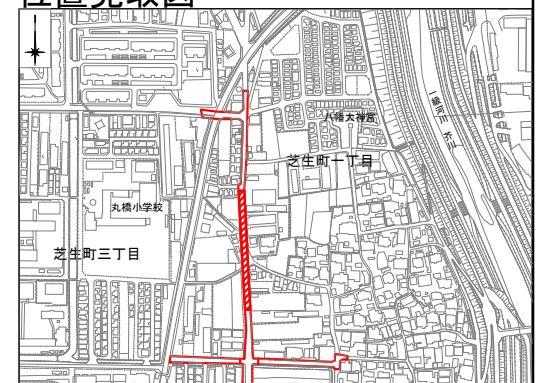 位置見取図
八幡大神宮
一級河川 芥川
芝生町一丁目
丸橋小学校
芝生町三丁目